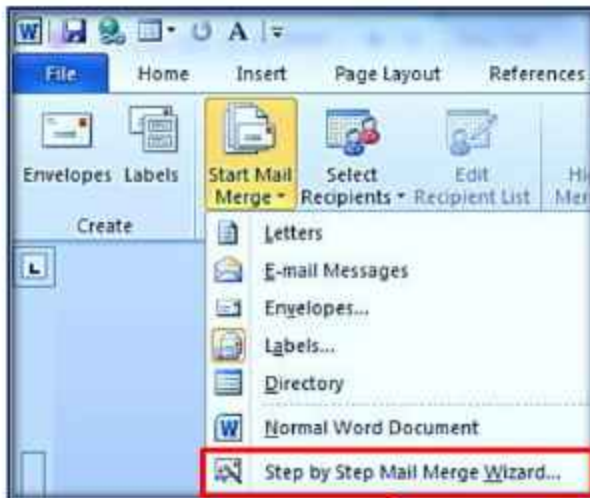 W A
File Home Insert Page Layout References
Envelopes Labels Start Mail Merge Select Recipients Edit Recipient List
Create
Letters
E-mail Messages
Envelopes...
Labels...
Directory
W Normal Word Document
Step by Step Mail Merge Wizard...